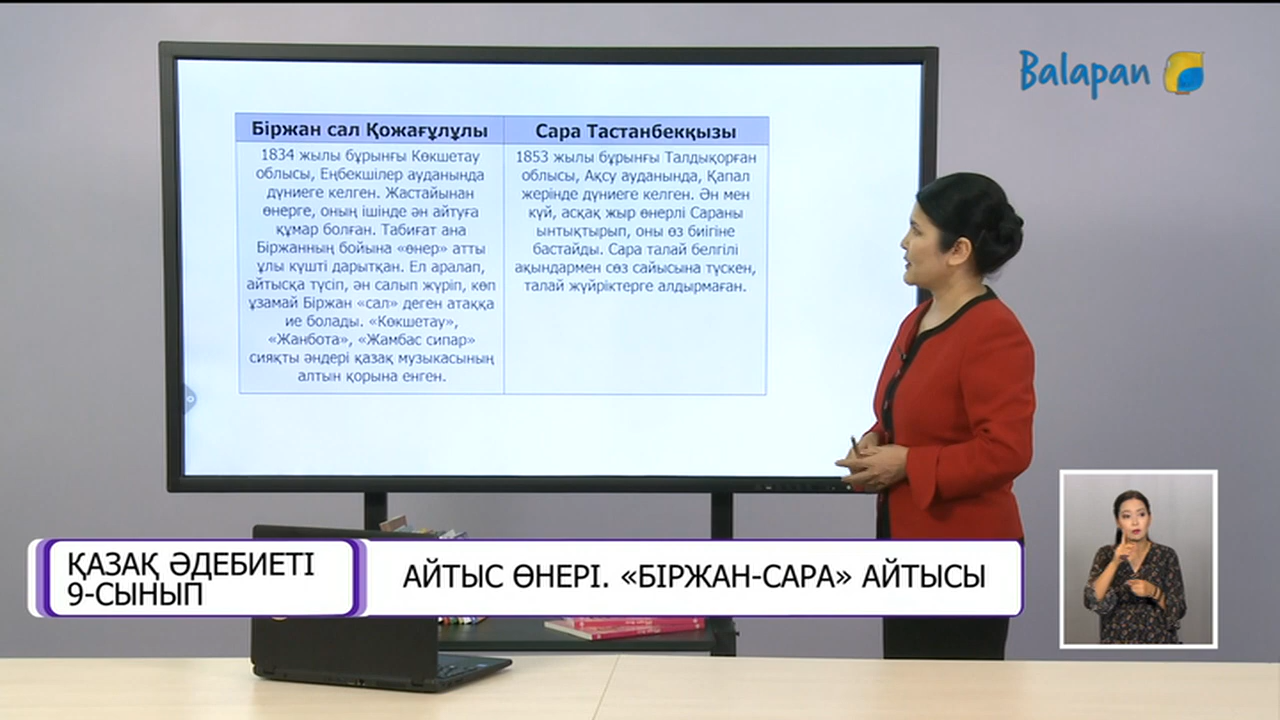 Balapan
Біржан сал Қожағұлұлы
1834 жылы бұрынғы Көкшетау
облысы, Еңбекшілер ауданында
дүниеге келген. Жастайынан
өнерге, оның ішінде ән айтуға
құмар болған. Табиғат ана
Біржанның бойына «өнер» атты
ұлы күшті дарытқан. Ел аралап,
айтысқа түсіп, ән салып жүріп, көп
ұзамай Біржан «сал» деген атаққа
ие болады. «Көкшетау»,
«Жанбота», «Жамбас сипар»
сияқты әндері қазақ музыкасының
алтын қорына енген.
Сара Тастанбекқызы
1853 жылы бұрынғы Талдықорған
облысы, Ақсу ауданында, Қапал
жерінде дүниеге келген. Ән мен
күй, асқақ жыр өнерлі Сараны
ынтықтырып, оны өз биігіне
бастайды. Сара талай белгілі
ақындармен сөз сайысына түскен,
талай жүйріктерге алдырмаған.
ҚАЗАҚ ӘДЕБИЕТІ
9-СЫНЫП
АЙТЫС ӨНЕРІ. «БІРЖАН-САРА» АЙТЫСЫ